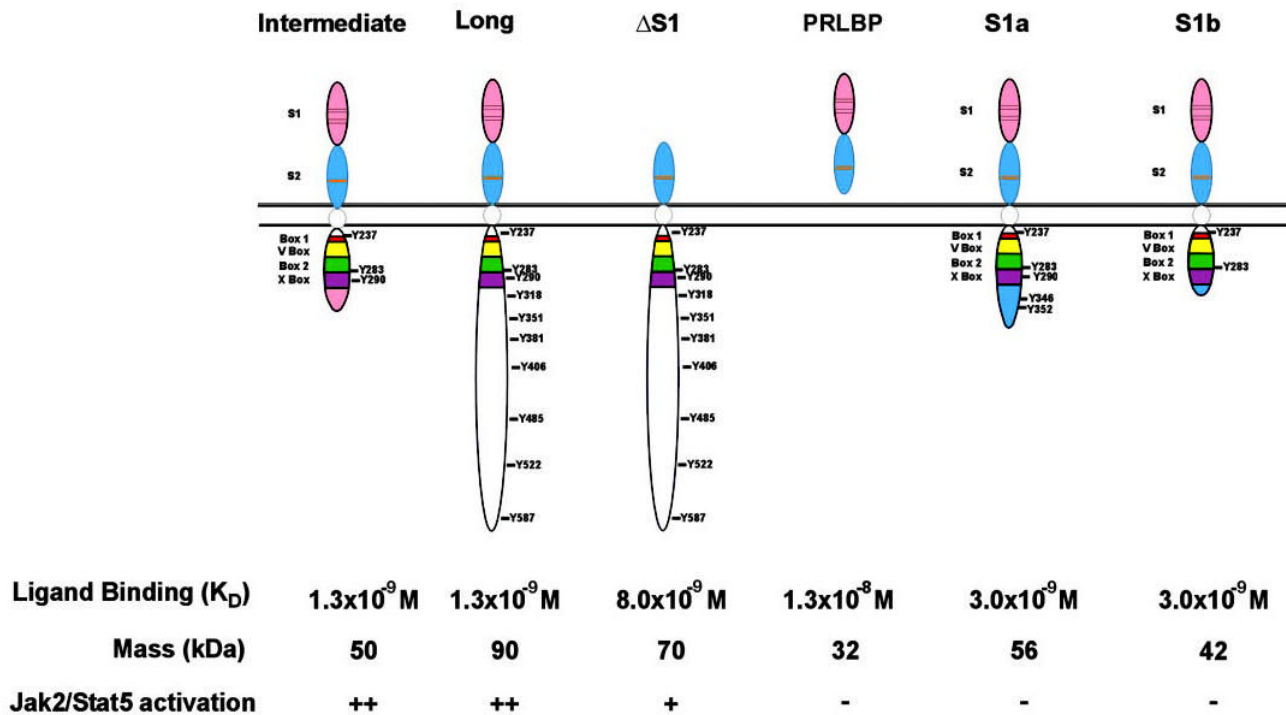 Intermediate Long ΔS1 PRLBP S1a S1b
S1 S1 S1
S2 S2 S2
Box 1 Y237 Y237 Y237 Box 1 Y237 Box 1 Y237
V Box V Box V Box
Box 2 Y283 Y283 Y283 Box 2 Y283 Box 2 Y283
X Box Y290 Y290 Y290 X Box Y290 X Box
Y318 Y318 Y346
Y351 Y351 Y352
Y381 Y381
Y406 Y406
Y485 Y485
Y522 Y522
Y587 Y587
Ligand Binding (KD) 1.3x10⁻⁹ M 1.3x10⁻⁹ M 8.0x10⁻⁹ M 1.3x10⁻⁸ M 3.0x10⁻⁹ M 3.0x10⁻⁹ M
Mass (kDa) 50 90 70 32 56 42
Jak2/Stat5 activation ++ ++ + - - -